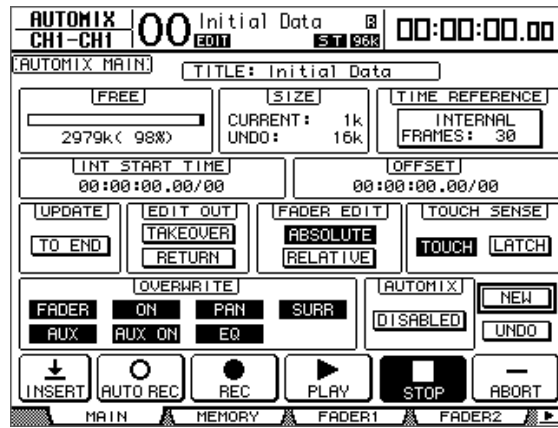 AUTOMIX
CH1-CH1
00 Initial Data R
EDIT ST 96k
00:00:00.00
AUTOMIX MAIN
TITLE: Initial Data
FREE
2979k( 98%)
SIZE
CURRENT: 1k
UNDO: 16k
TIME REFERENCE
INTERNAL
FRAMES: 30
INT START TIME
00:00:00.00/00
OFFSET
00:00:00.00/00
UPDATE
TO END
EDIT OUT
TAKEOVER
RETURN
FADER EDIT
ABSOLUTE
RELATIVE
TOUCH SENSE
TOUCH LATCH
OVERWRITE
FADER ON PAN SURR
AUX AUX ON EQ
AUTOMIX
DISABLED
NEW
UNDO
INSERT AUTO REC REC PLAY STOP ABORT
MAIN MEMORY FADER1 FADER2